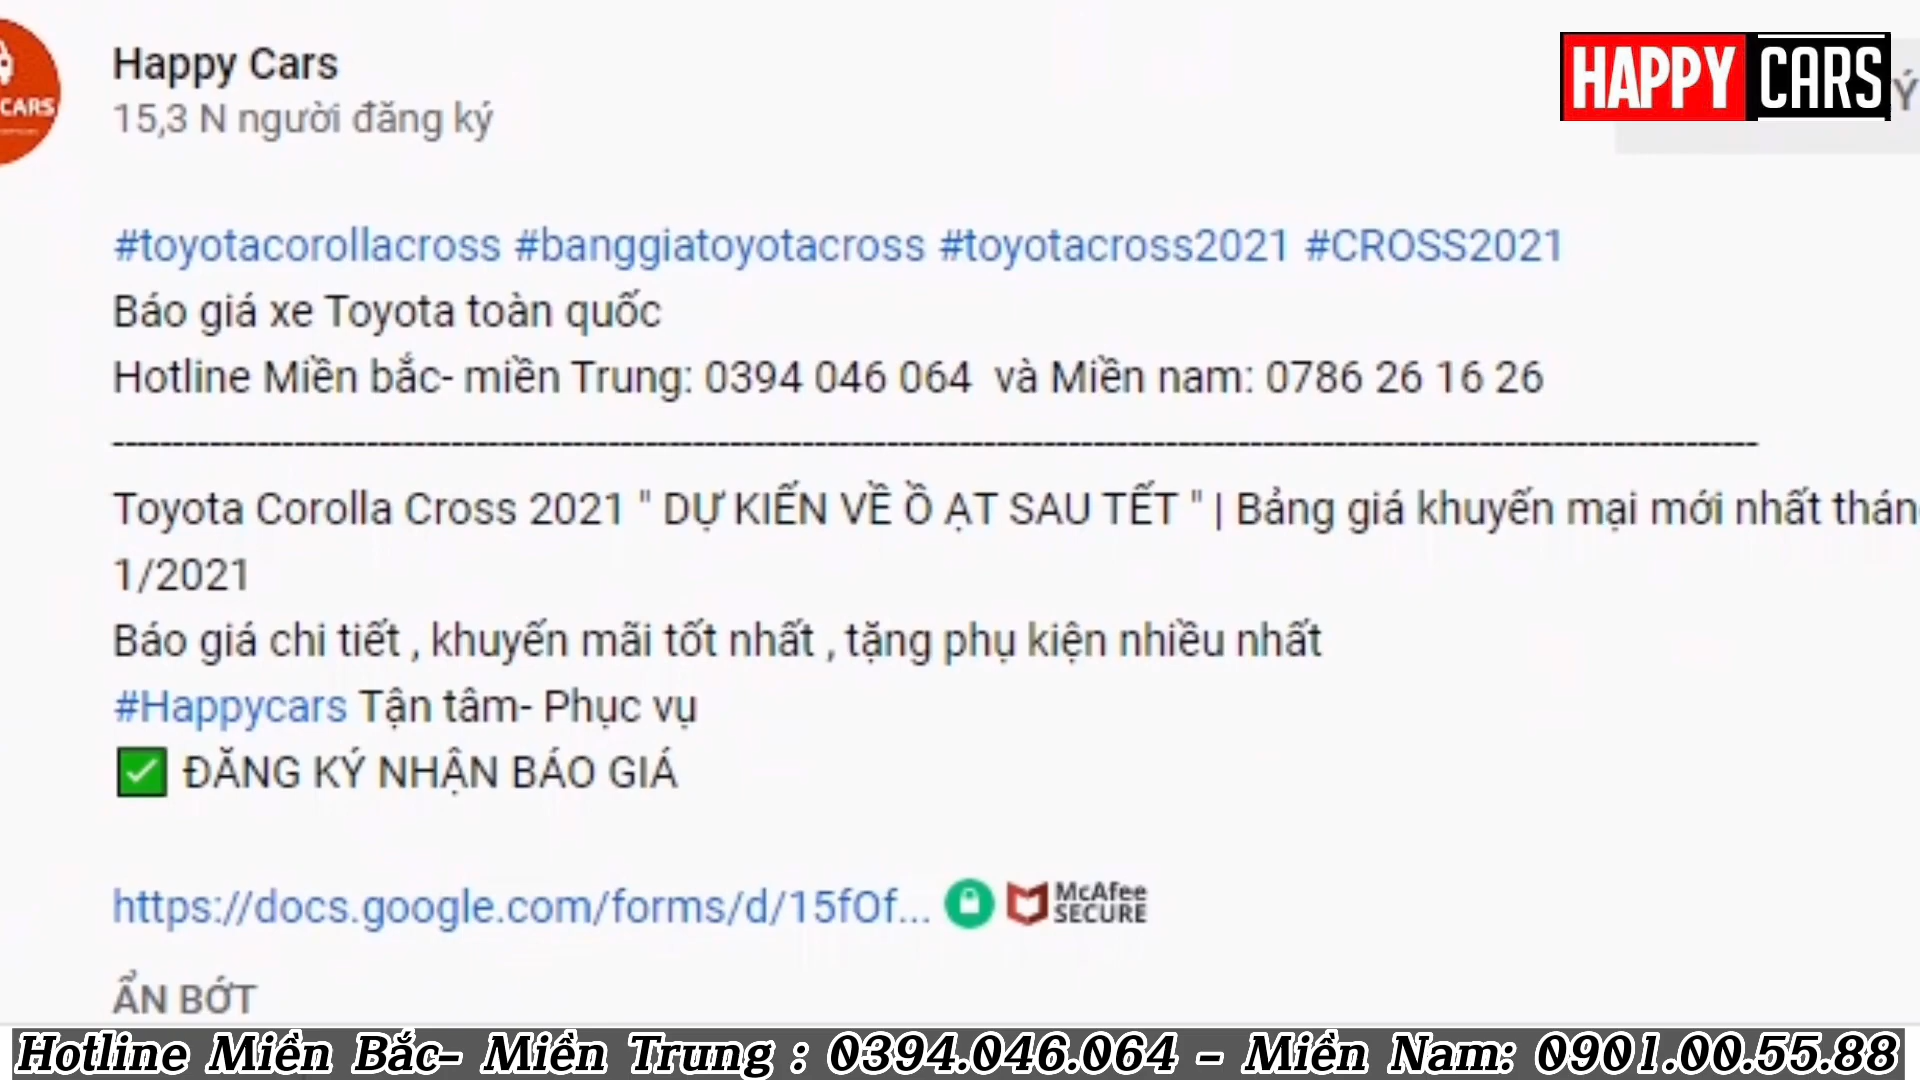 Happy Cars
15,3 N người đăng ký
HAPPY CARS
CARS
#toyotacorollacross #banggiatoyotacross #toyotacross2021 #CROSS2021
Báo giá xe Toyota toàn quốc
Hotline Miền bắc- miền Trung: 0394 046 064 và Miền nam: 0786 26 16 26
Toyota Corolla Cross 2021 " DỰ KIẾN VỀ Ồ ẠT SAU TẾT " | Bảng giá khuyến mại mới nhất thán
1/2021
Báo giá chi tiết , khuyến mãi tốt nhất , tặng phụ kiện nhiều nhất
#Happycars Tận tâm- Phục vụ
✅ ĐĂNG KÝ NHẬN BÁO GIÁ
https://docs.google.com/forms/d/15fOf...
McAfee
SECURE
ẨN BỚT
Hotline Miền Bắc– Miền Trung : 0394.046.064 – Miền Nam: 0901.00.55.88